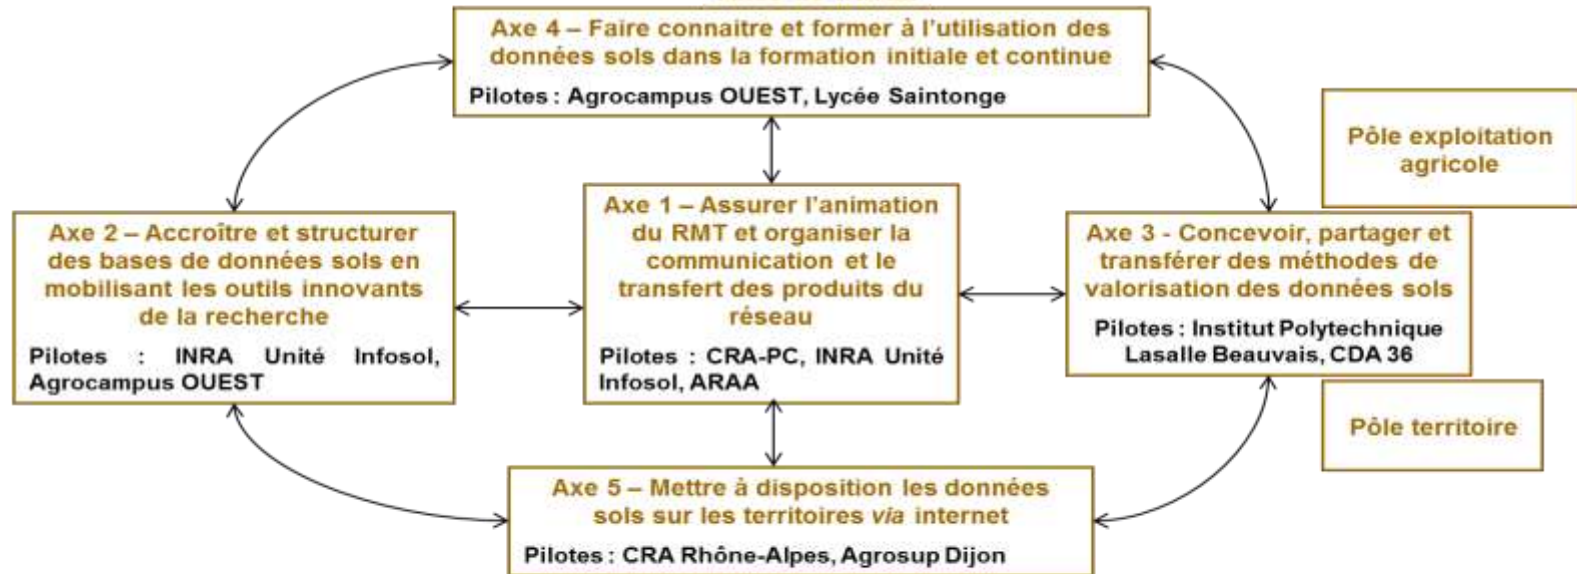 Axe 4 – Faire connaitre et former à l'utilisation des
données sols dans la formation initiale et continue
Pilotes : Agrocampus OUEST, Lycée Saintonge
Pôle exploitation
agricole
Axe 2 – Accroître et structurer
des bases de données sols en
mobilisant les outils innovants
de la recherche
Pilotes : INRA Unité Infosol,
Agrocampus OUEST
Axe 1 – Assurer l'animation
du RMT et organiser la
communication et le
transfert des produits du
réseau
Pilotes : CRA-PC, INRA Unité
Infosol, ARAA
Axe 3 - Concevoir, partager et
transférer des méthodes de
valorisation des données sols
Pilotes : Institut Polytechnique
Lasalle Beauvais, CDA 36
Pôle territoire
Axe 5 – Mettre à disposition les données
sols sur les territoires via internet
Pilotes : CRA Rhône-Alpes, Agrosup Dijon